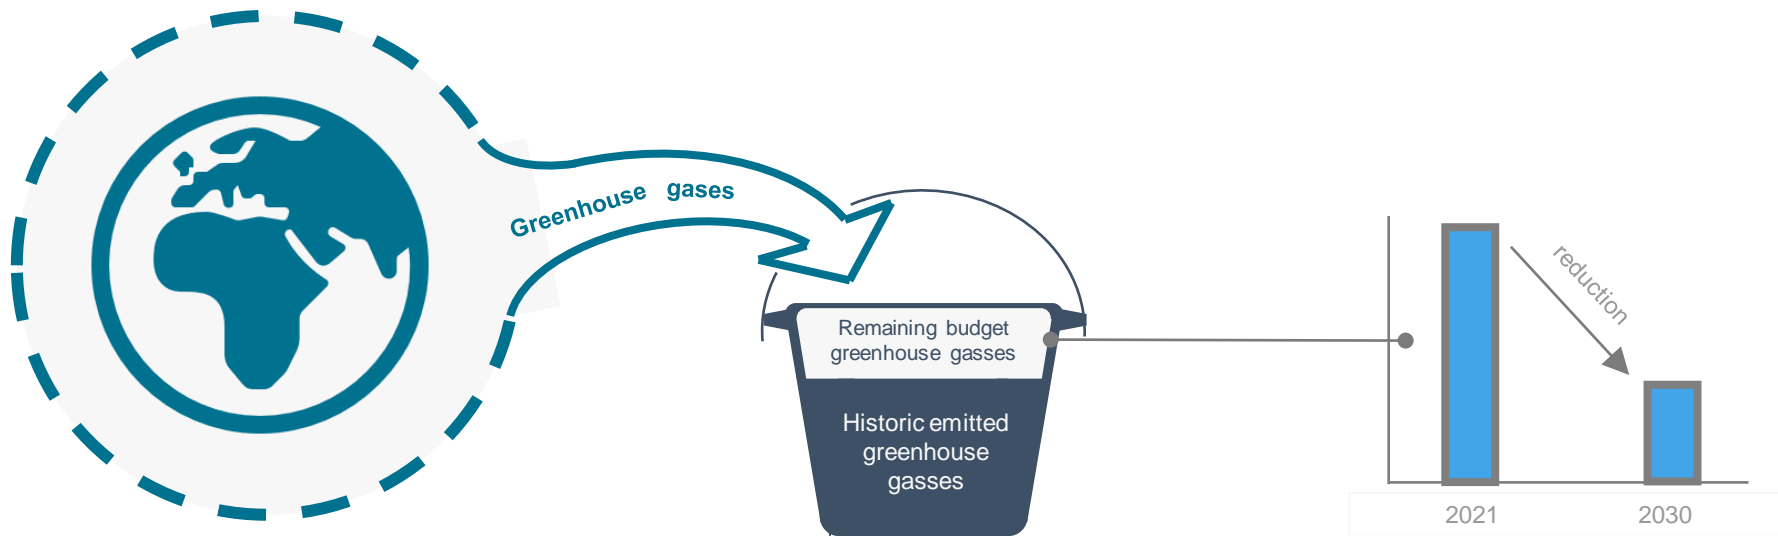 Greenhouse gases
Remaining budget
greenhouse gasses
Historic emitted
greenhouse
gasses
reduction
2021
2030